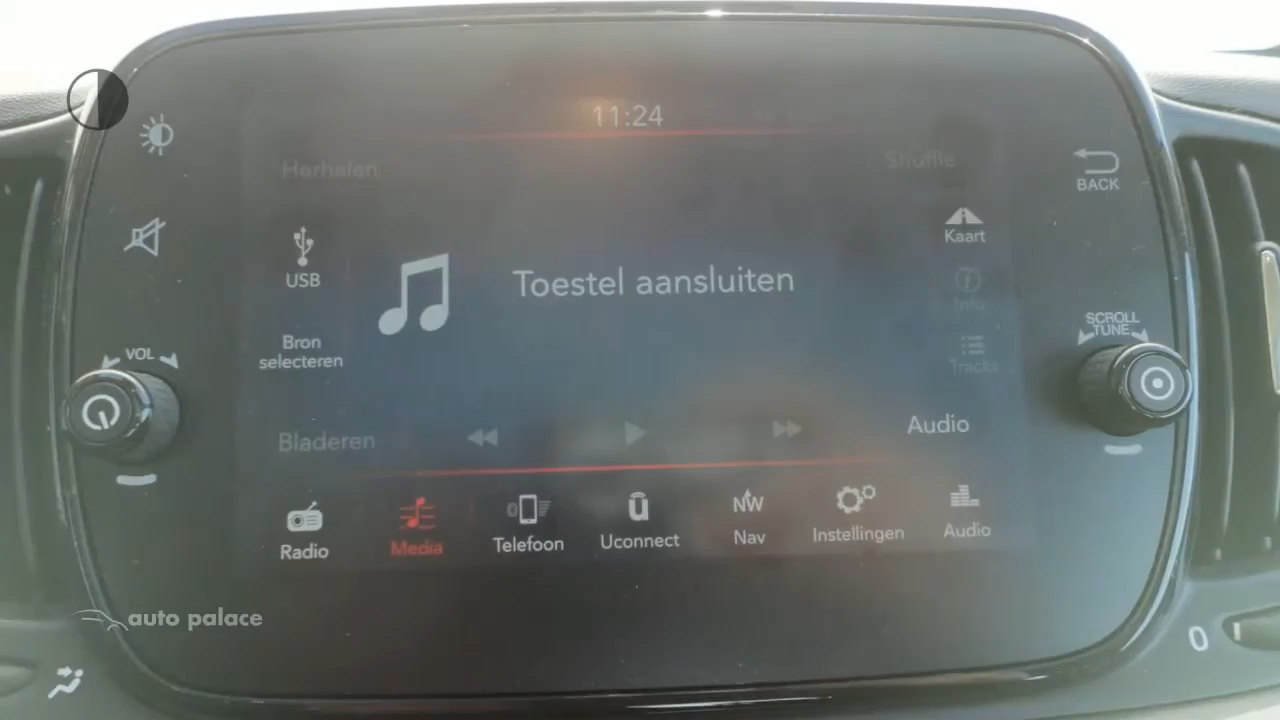 11:24
Herhalen
Shuffle
BACK
Kaart
USB
Toestel aansluiten
Info
SCROLL
TUNE
Bron
selecteren
VOL
Tracks
Bladeren
Audio
Radio
Media
Telefoon
Uconnect
NW
Nav
Instellingen
Audio
auto palace
0